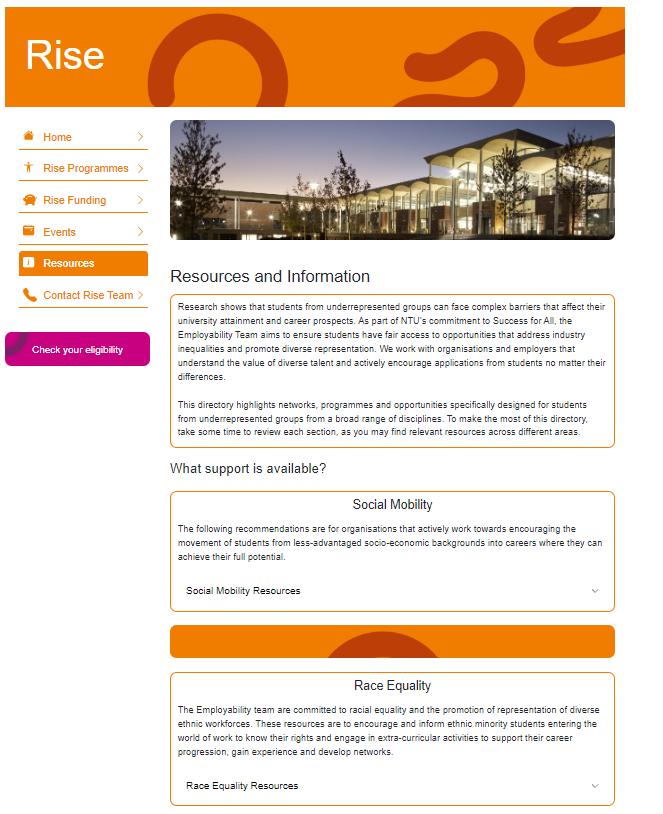 Rise
Home
Rise Programmes
Rise Funding
Events
Resources
Contact Rise Team
Check your eligibility
Resources and Information
Research shows that students from underrepresented groups can face complex barriers that affect their
university attainment and career prospects. As part of NTU's commitment to Success for All, the
Employability Team aims to ensure students have fair access to opportunities that address industry
inequalities and promote diverse representation. We work with organisations and employers that
understand the value of diverse talent and actively encourage applications from students no matter their
differences.
This directory highlights networks, programmes and opportunities specifically designed for students
from underrepresented groups from a broad range of disciplines. To make the most of this directory,
take some time to review each section, as you may find relevant resources across different areas.
What support is available?
Social Mobility
The following recommendations are for organisations that actively work towards encouraging the
movement of students from less-advantaged socio-economic backgrounds into careers where they can
achieve their full potential.
Social Mobility Resources
Race Equality
The Employability team are committed to racial equality and the promotion of representation of diverse
ethnic workforces. These resources are to encourage and inform ethnic minority students entering the
world of work to know their rights and engage in extra-curricular activities to support their career
progression, gain experience and develop networks.
Race Equality Resources